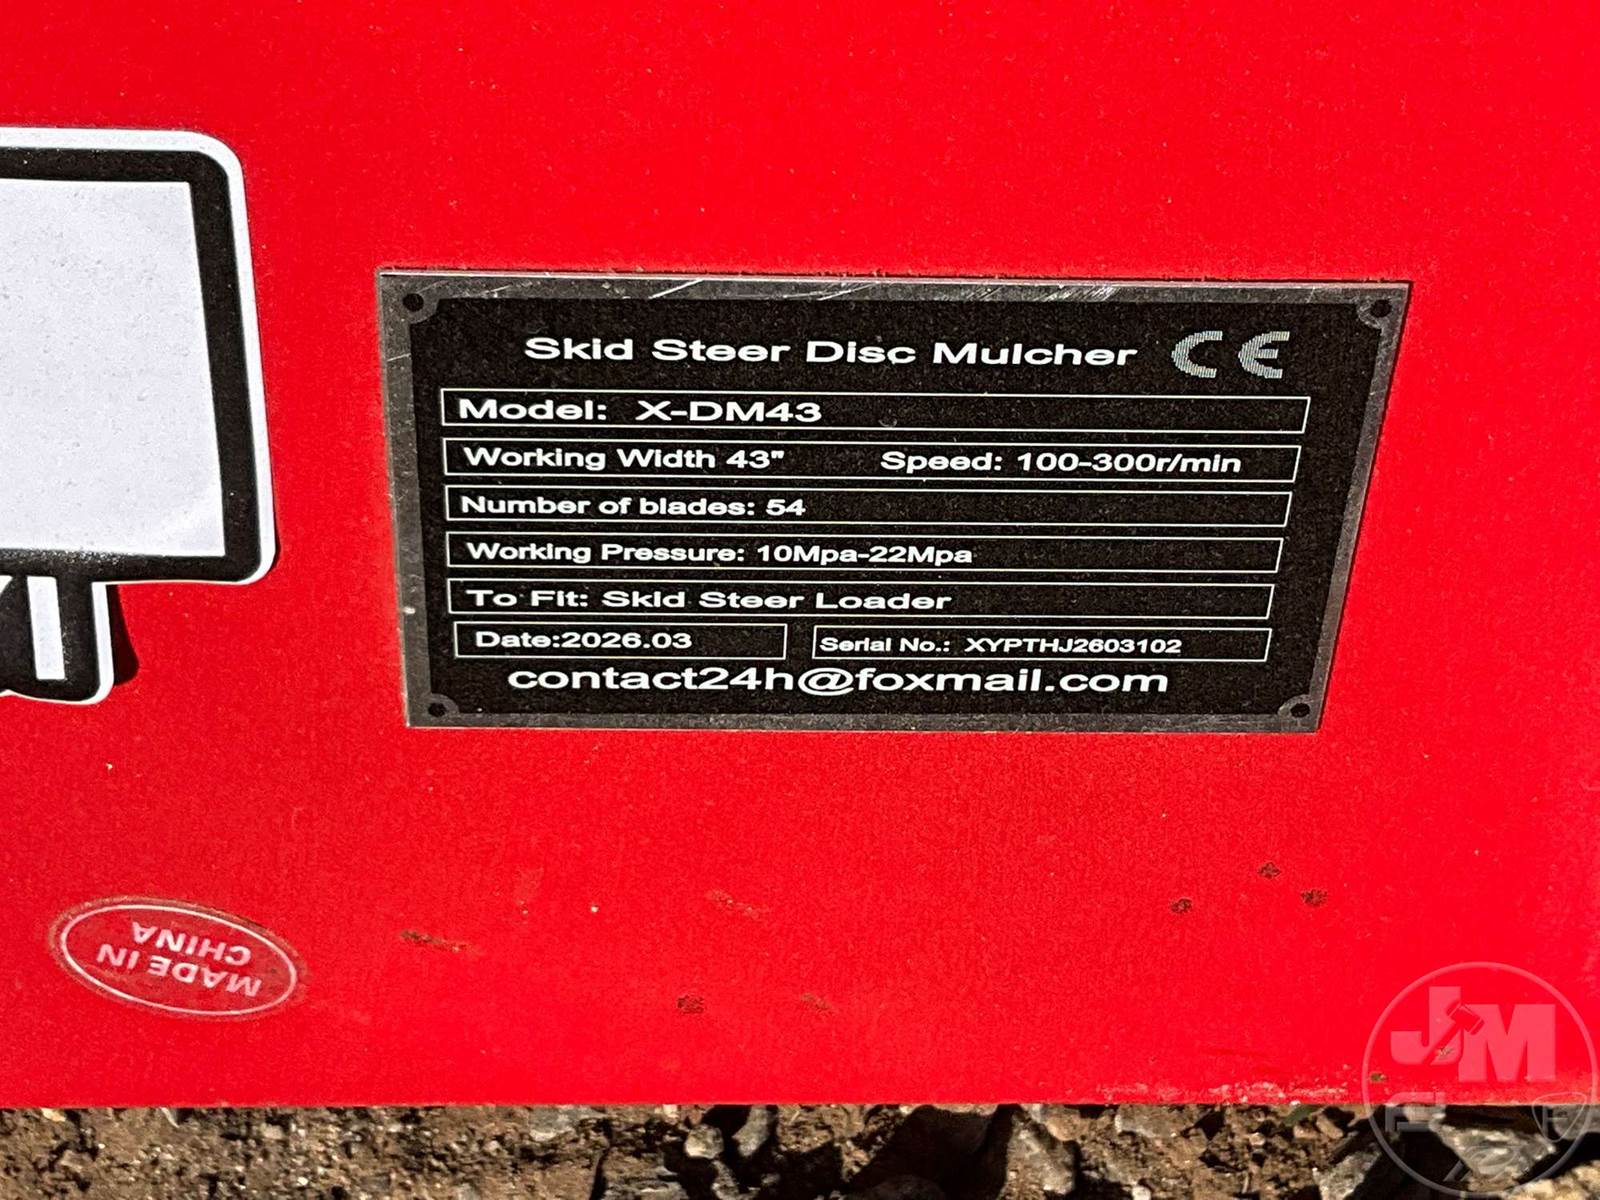 Skid Steer Disc Mulcher CE
Model: X-DM43
Working Width 43" Speed: 100-300r/min
Number of blades: 54
Working Pressure: 10Mpa-22Mpa
To Fit: Skid Steer Loader
Date:2026.03 Serial No.: XYPTHJ2603102
contact24h@foxmail.com
MADE IN
CHINA
JM